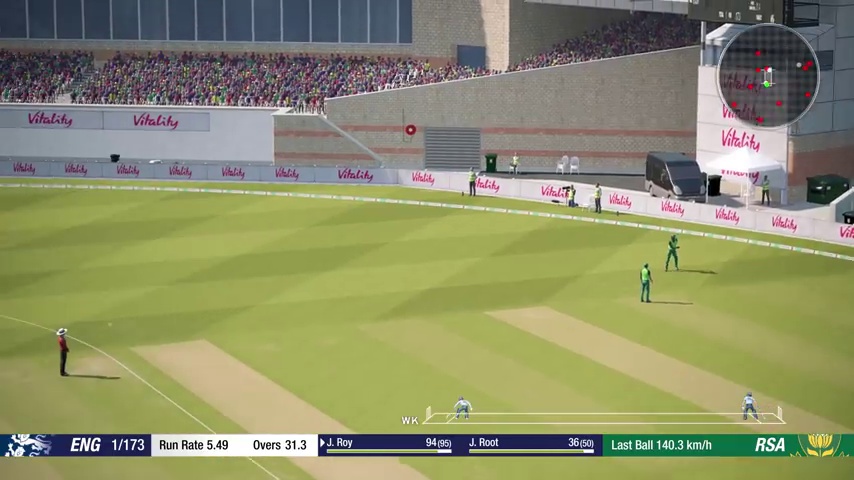 Vitality
Vitality
Vitality
Vitality
Vitality
Vitality Vitality Vitality Vitality Vitality Vitality Vitality Vitality Vitality
Vitality Vitality Vitality Vitality
WK
ENG 1/173 Run Rate 5.49 Overs 31.3 J. Roy 94 (95) J. Root 36 (50) Last Ball 140.3 km/h RSA